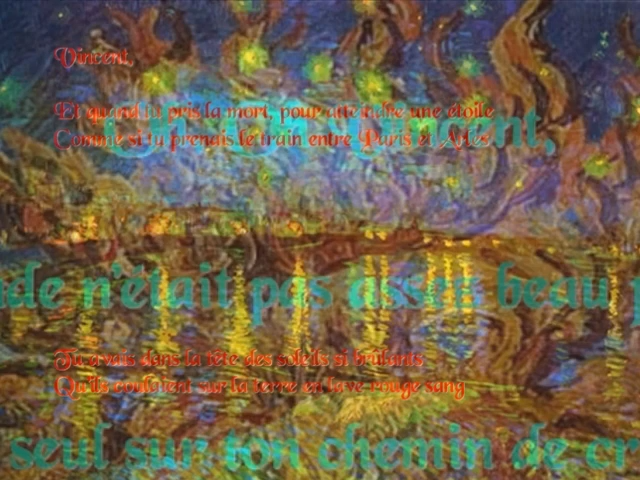 Vincent,
Et quand tu pris la mort, pour atteindre une étoile
Vincent,
Comme si tu prenais le train entre Paris et Arles
nde n'était pas assez beau p
Tu avais dans la tête des soleils si brûlants
Qu'ils coulaient sur la terre en lave rouge sang
seul sur ton chemin de cr